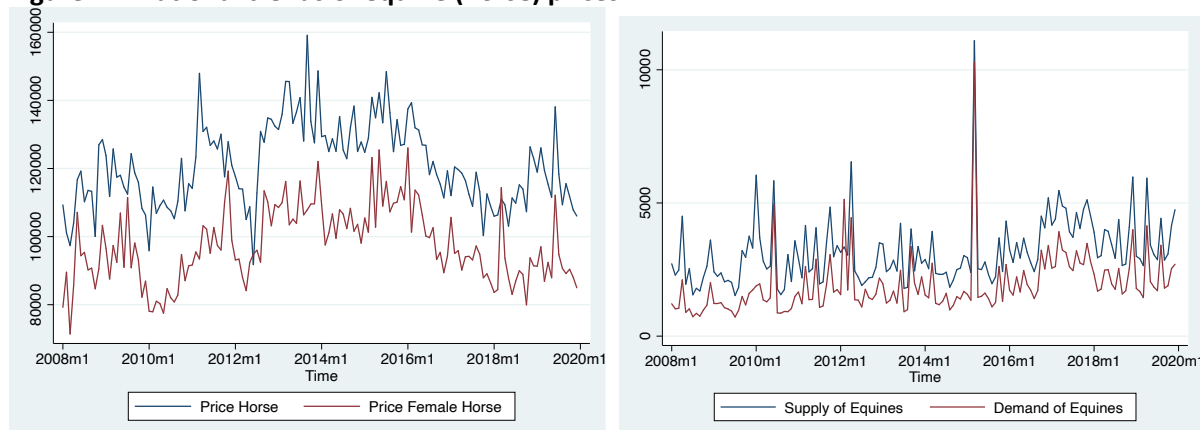 160000
140000
120000
100000
80000
2008m1 2010m1 2012m1 2014m1 2016m1 2018m1 2020m1
Time
Price Horse Price Female Horse
10000
5000
0
2008m1 2010m1 2012m1 2014m1 2016m1 2018m1 2020m1
Time
Supply of Equines Demand of Equines